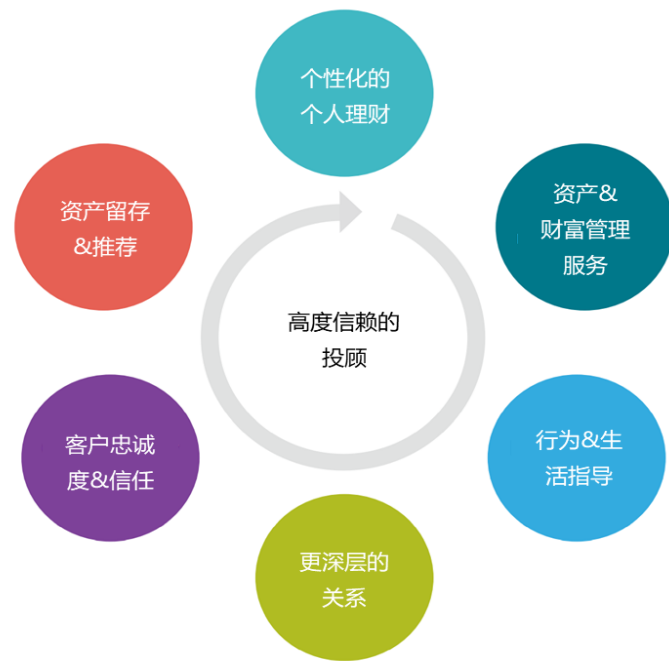 个性化的
个人理财
资产&
财富管理
服务
行为&生
活指导
更深层的
关系
客户忠诚
度&信任
资产留存
&推荐
高度信赖的
投顾